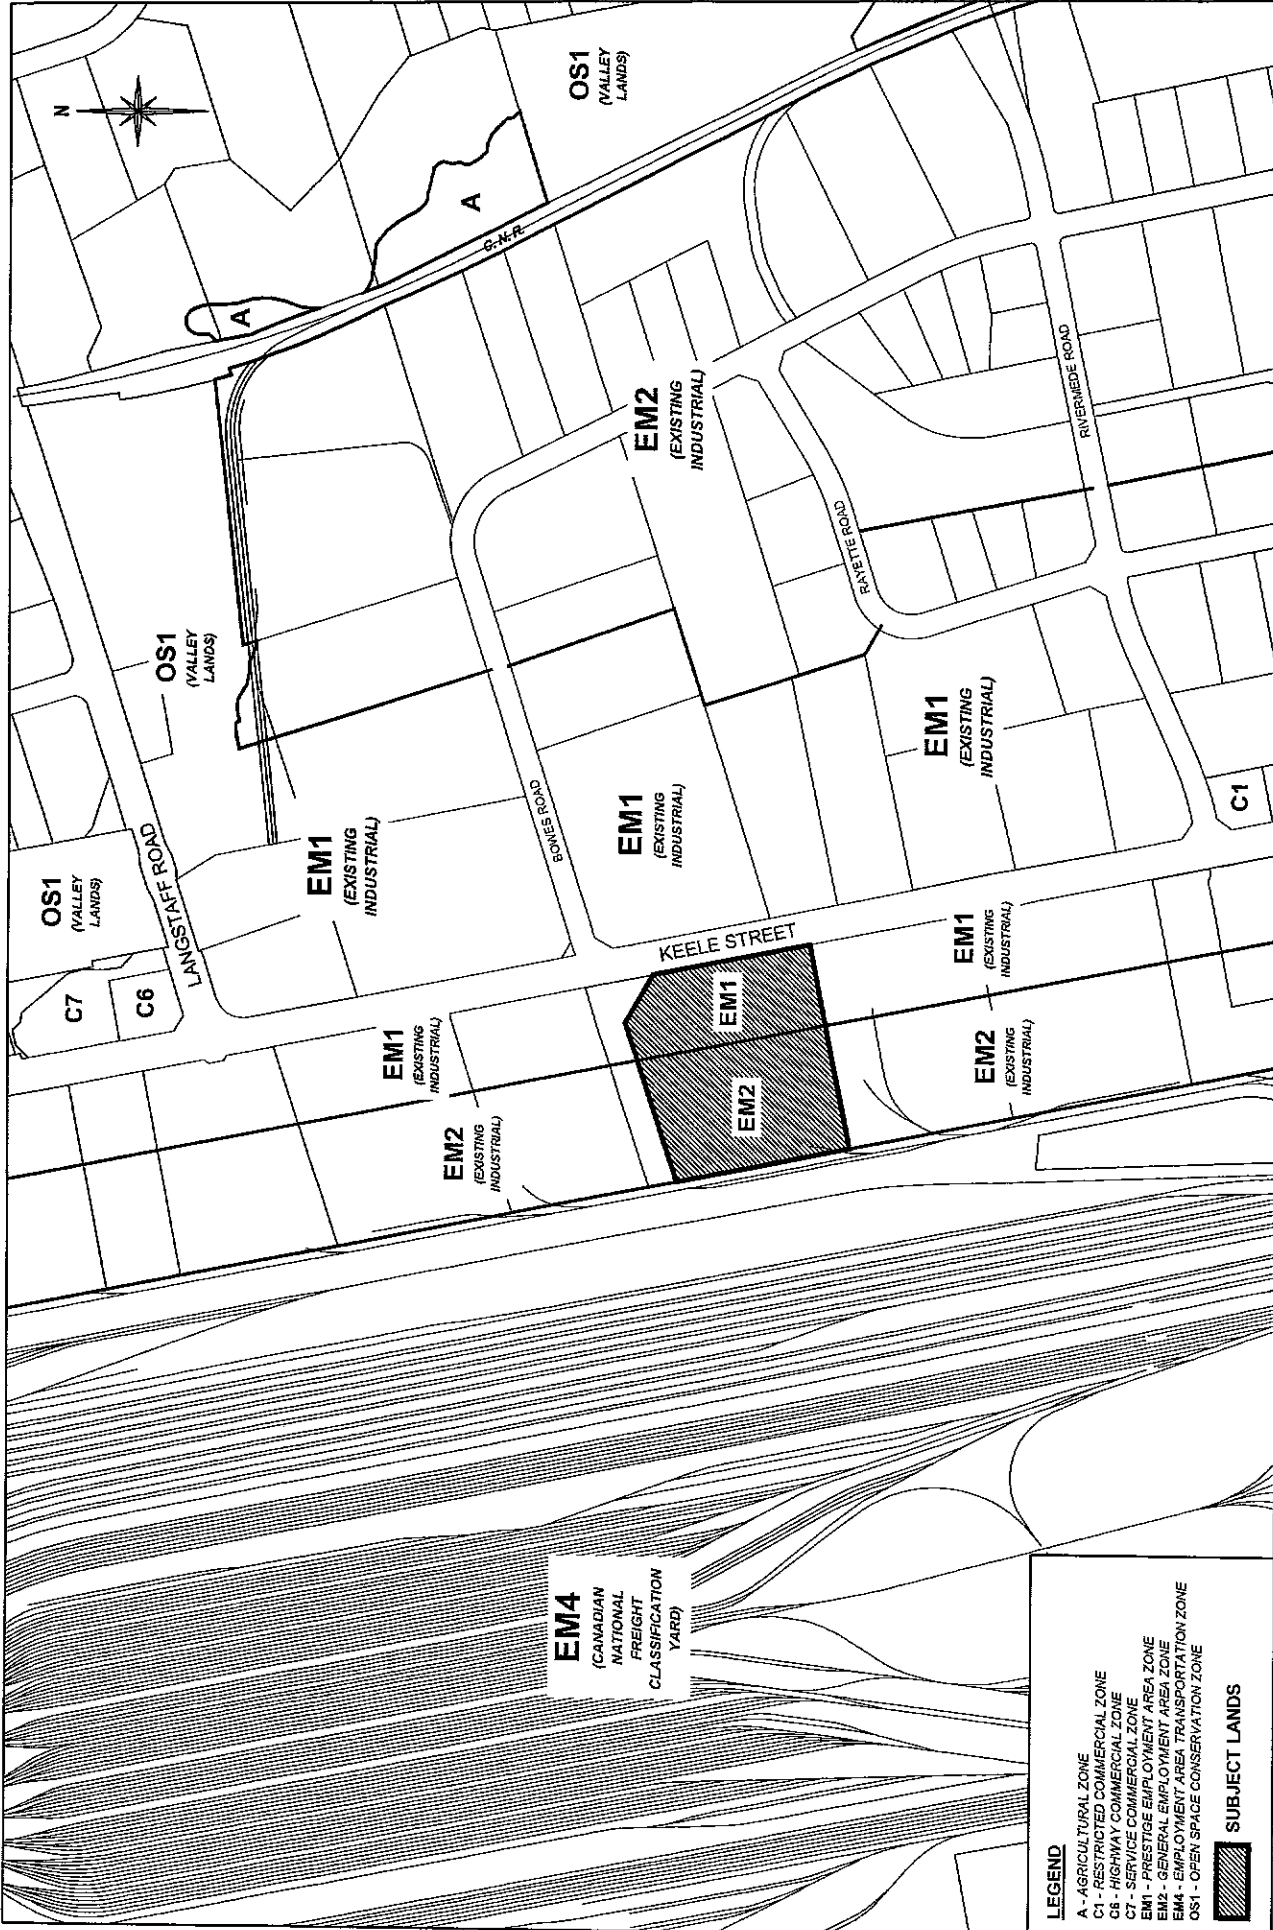 N
OS1
(VALLEY
LANDS)
C7
C6
LANGSTAFF ROAD
OS1
(VALLEY
LANDS)
A
A
C.N.R.
OS1
(VALLEY
LANDS)
EM1
(EXISTING
INDUSTRIAL)
EM2
(EXISTING
INDUSTRIAL)
EM1
(EXISTING
INDUSTRIAL)
BOWES ROAD
EM2
(EXISTING
INDUSTRIAL)
EM1
(EXISTING
INDUSTRIAL)
KEELE STREET
EM1
EM2
RAYETTE ROAD
RIVERMEDE ROAD
EM1
(EXISTING
INDUSTRIAL)
EM1
(EXISTING
INDUSTRIAL)
EM2
(EXISTING
INDUSTRIAL)
C1
EM4
(CANADIAN
NATIONAL
FREIGHT
CLASSIFICATION
YARD)
LEGEND
A - AGRICULTURAL ZONE
C1 - RESTRICTED COMMERCIAL ZONE
C6 - HIGHWAY COMMERCIAL ZONE
C7 - SERVICE COMMERCIAL ZONE
EM1 - PRESTIGE EMPLOYMENT AREA ZONE
EM2 - GENERAL EMPLOYMENT AREA ZONE
EM4 - EMPLOYMENT AREA TRANSPORTATION ZONE
OS1 - OPEN SPACE CONSERVATION ZONE
SUBJECT LANDS